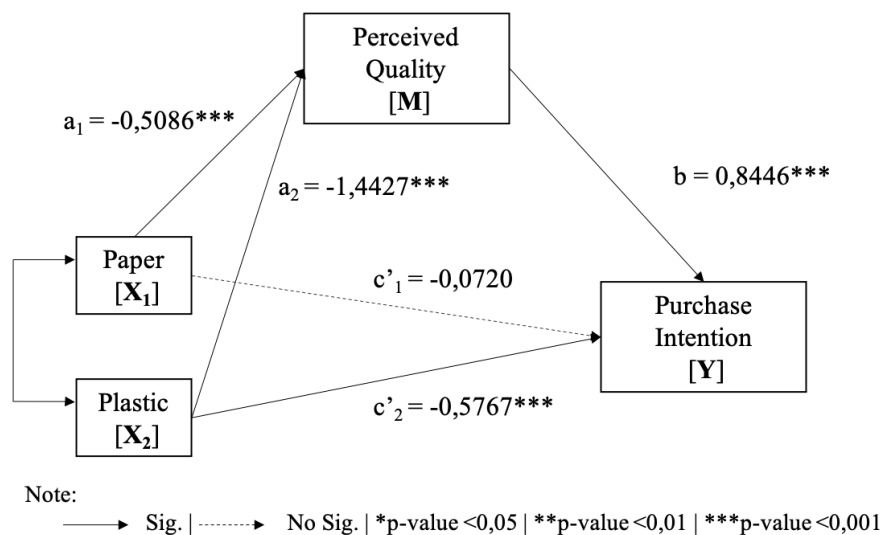 Perceived
Quality
[M]
a₁ = -0,5086***
a₂ = -1,4427***
b = 0,8446***
Paper
[X₁]
c’₁ = -0,0720
Purchase
Intention
[Y]
Plastic
[X₂]
c’₂ = -0,5767***
Note:
Sig. | No Sig. | *p-value <0,05 | **p-value <0,01 | ***p-value <0,001